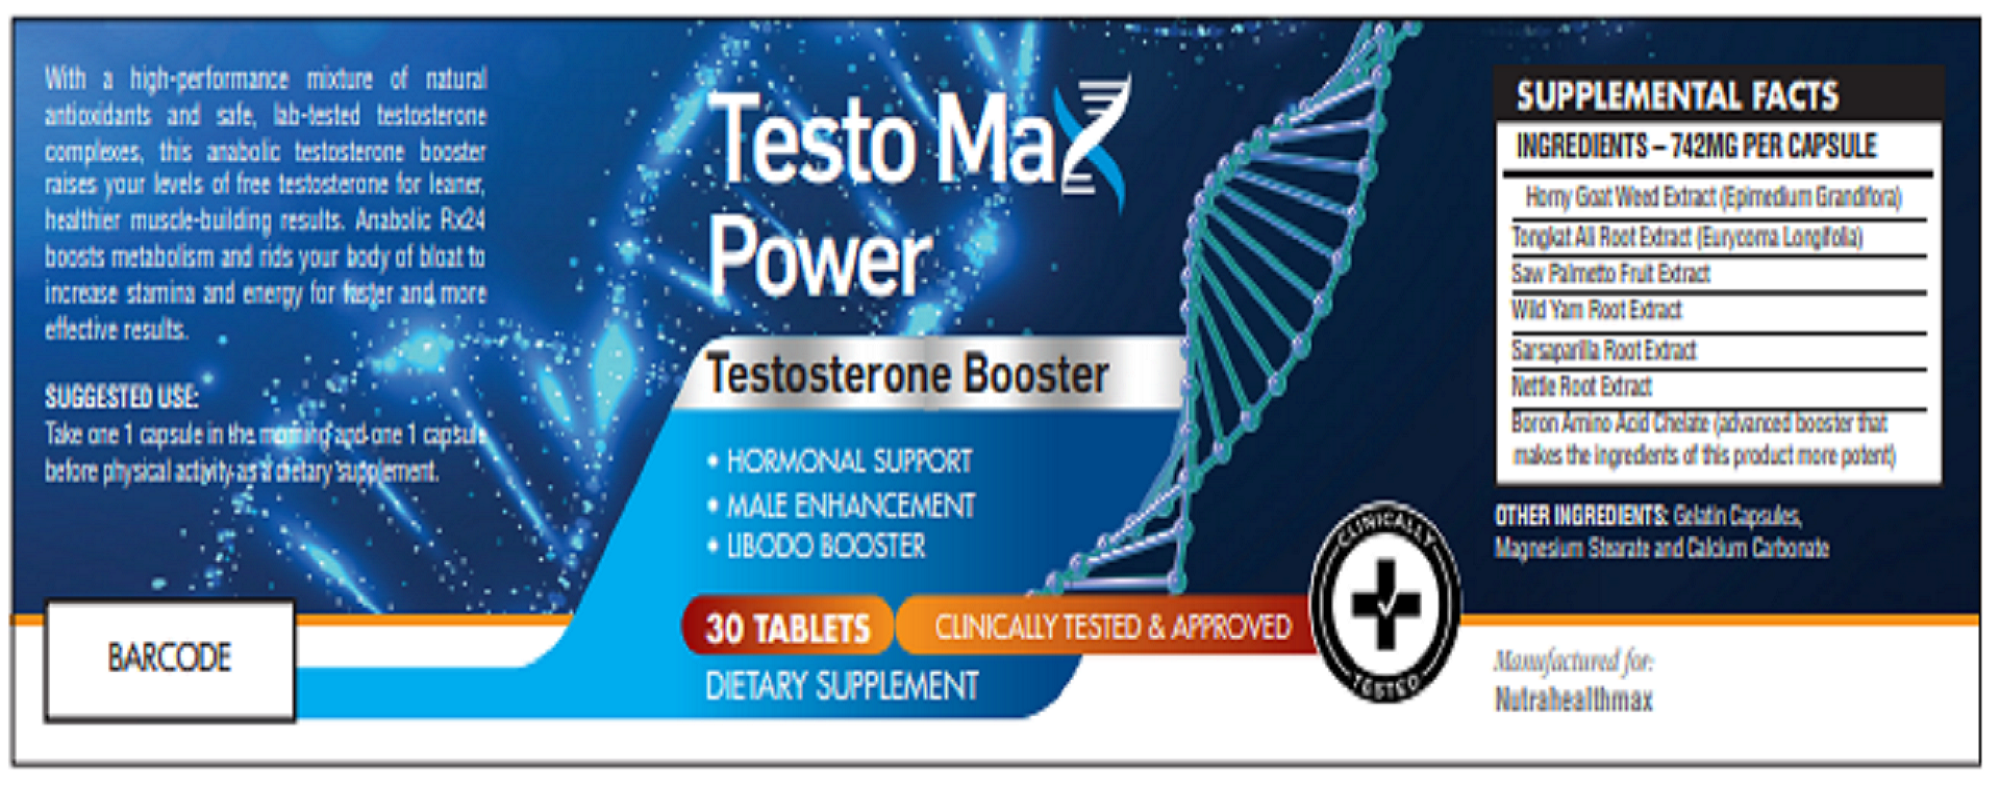 With a high-performance mixture of natural
antioxidants and safe, lab-tested testosterone
complexes, this anabolic testosterone booster
raises your levels of free testosterone for leaner,
healthier muscle-building results. Anabolic Rx24
boosts metabolism and rids your body of bloat to
increase stamina and energy for faster and more
effective results.
SUGGESTED USE:
Take one 1 capsule in the morning and one 1 capsule
before physical activity as a dietary supplement.
BARCODE
Testo Max
Power
Testosterone Booster
• HORMONAL SUPPORT
• MALE ENHANCEMENT
• LIBODO BOOSTER
30 TABLETS
CLINICALLY TESTED & APPROVED
DIETARY SUPPLEMENT
CLINICALLY
TESTED
SUPPLEMENTAL FACTS
INGREDIENTS – 742MG PER CAPSULE
Horny Goat Weed Extract (Epimedium Grandiflora)
Tongkat Ali Root Extract (Eurycoma Longifolia)
Saw Palmetto Fruit Extract
Wild Yam Root Extract
Sarsaparilla Root Extract
Nettle Root Extract
Boron Amino Acid Chelate (advanced booster that
makes the ingredients of this product more potent)
OTHER INGREDIENTS: Gelatin Capsules,
Magnesium Stearate and Calcium Carbonate
Manufactured for:
Nutrahealthmax